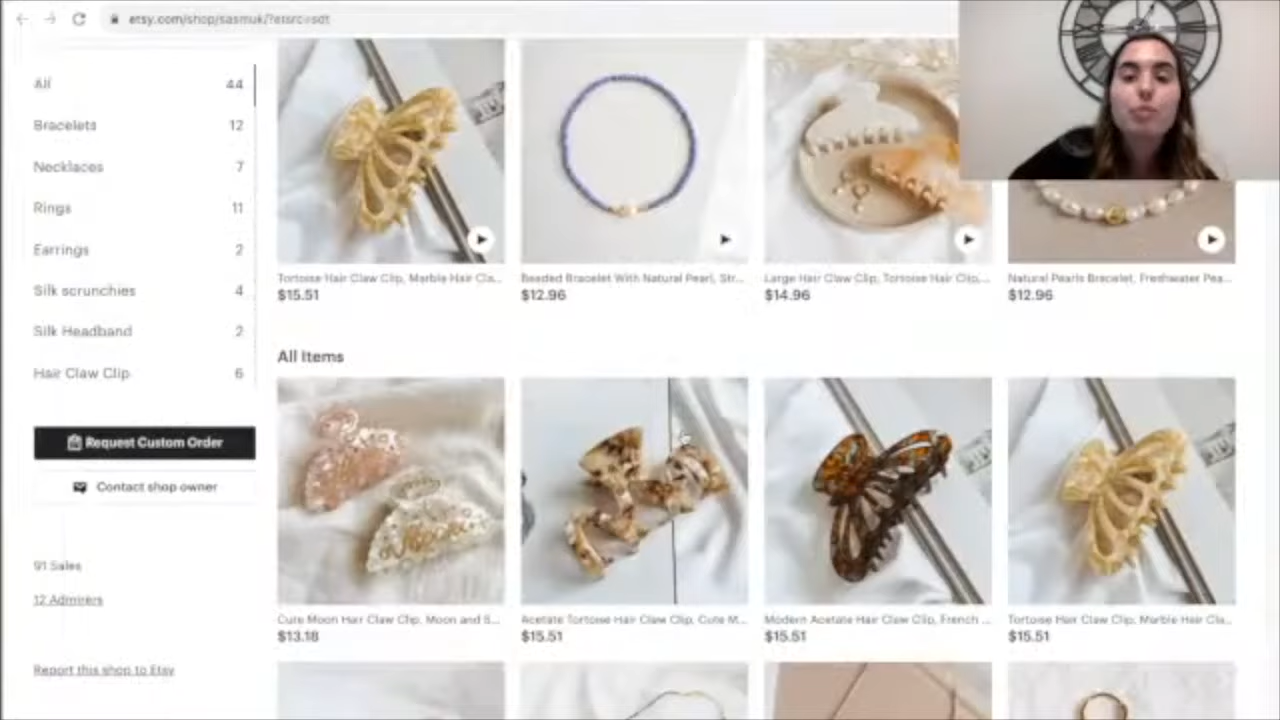 etsy.com/shop/sasmuk/?etsrc=sdt
All 44
Bracelets 12
Necklaces 7
Rings 11
Earrings 2
Silk scrunchies 4
Silk Headband 2
Hair Claw Clip 6
Request Custom Order
Contact shop owner
91 Sales
12 Admirers
Report this shop to Etsy
Tortoise Hair Claw Clip, Marble Hair Cla...
$15.51
Beaded Bracelet With Natural Pearl, Str...
$12.96
Large Hair Claw Clip, Tortoise Hair Clip,...
$14.96
Natural Pearls Bracelet, Freshwater Pea...
$12.96
All Items
Cute Moon Hair Claw Clip, Moon and S...
$13.18
Acetate Tortoise Hair Claw Clip, Cute M...
$15.51
Modern Acetate Hair Claw Clip, French ...
$15.51
Tortoise Hair Claw Clip, Marble Hair Cla...
$15.51